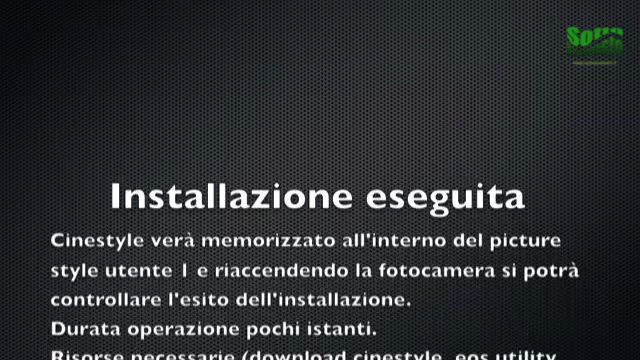 Installazione eseguita
Cinestyle verrà memorizzato all'interno del picture
style utente 1 e riaccendendo la fotocamera si potrà
controllare l'esito dell'installazione.
Durata operazione pochi istanti.
Risorse necessarie (download cinestyle, eos utility